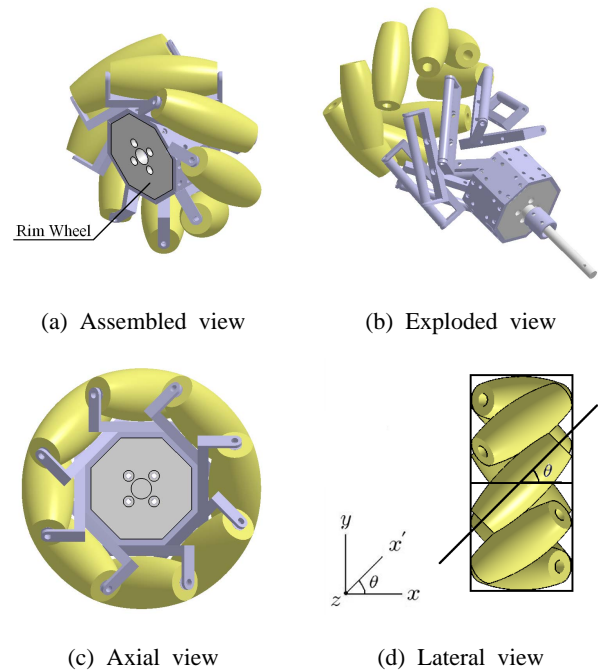 Rim Wheel
(a) Assembled view
(b) Exploded view
θ
y
x′
θ
z
x
(c) Axial view
(d) Lateral view